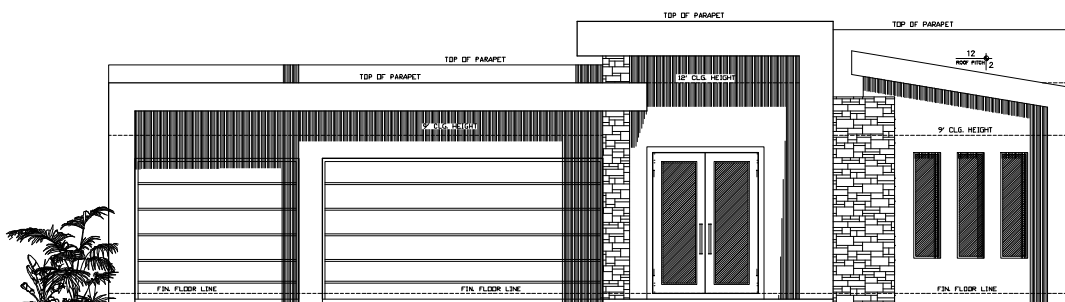 TOP OF PARAPET
TOP OF PARAPET
TOP OF PARAPET
TOP OF PARAPET
12
ROOF PITCH 2
12' CLG. HEIGHT
9' CLG. HEIGHT
9' CLG. HEIGHT
FIN. FLOOR LINE
FIN. FLOOR LINE
FIN. FLOOR LINE